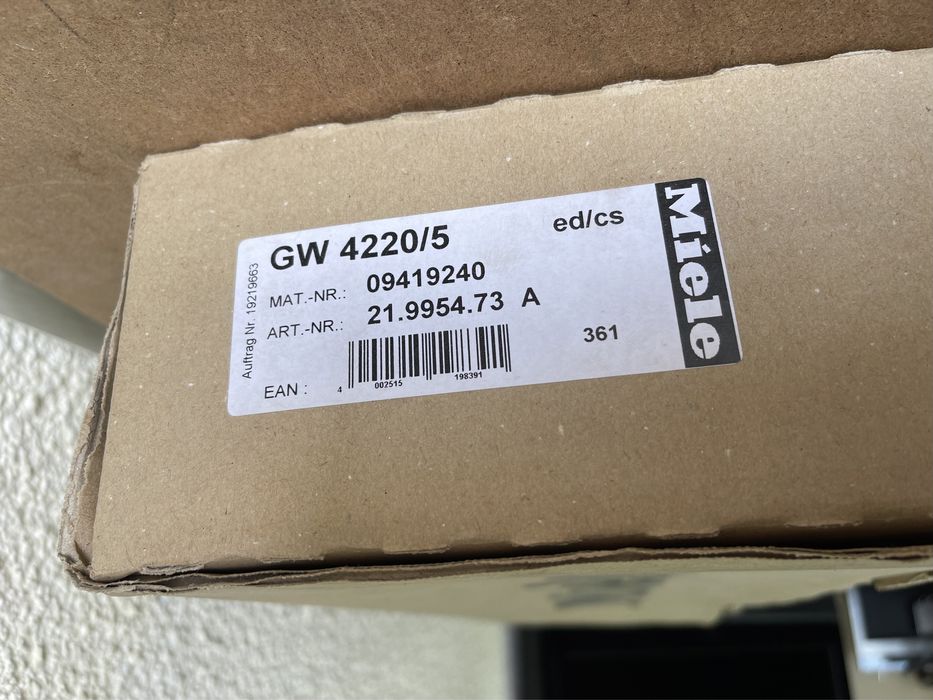 GW 4220/5
ed/cs
MAT.-NR.: 09419240
ART.-NR.: 21.9954.73 A
361
EAN :
4 002515 198391
Auftrag Nr. 19219663
Miele